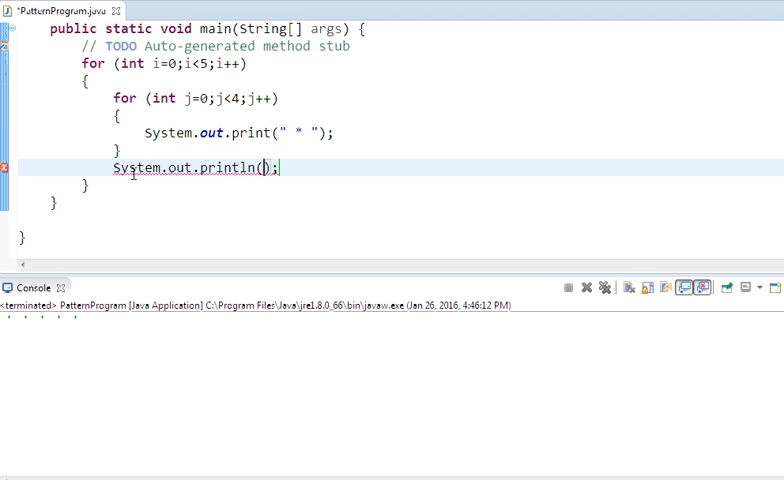 *PatternProgram.java
public static void main(String[] args) {
// TODO Auto-generated method stub
for (int i=0;i<5;i++)
{
for (int j=0;j<4;j++)
{
System.out.print(" * ");
}
System.out.println();
}
}
}
Console
<terminated> PatternProgram [Java Application] C:\Program Files\Java\jre1.8.0_66\bin\javaw.exe (Jan 26, 2016, 4:46:12 PM)